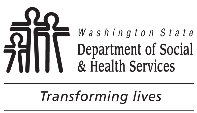 Washington State
Department of Social
& Health Services
Transforming lives